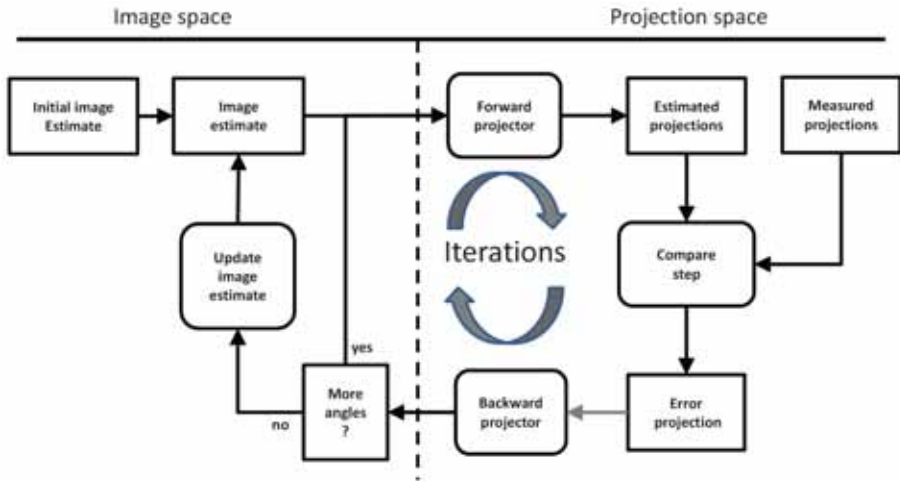 Image space
Projection space
Initial image
Estimate
Image
estimate
Forward
projector
Estimated
projections
Measured
projections
Update
image
estimate
Iterations
Compare
step
yes
no
More
angles
?
Backward
projector
Error
projection